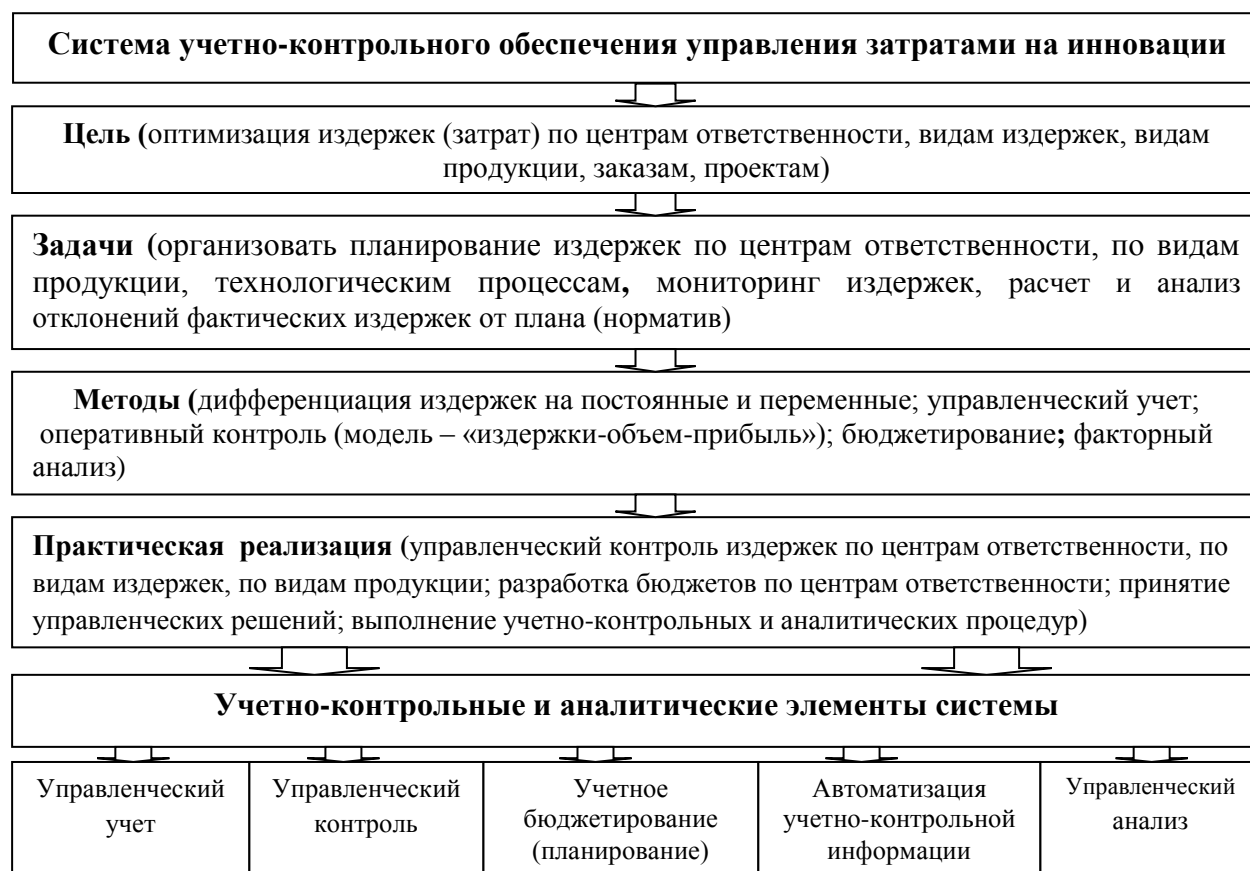 Система учетно-контрольного обеспечения управления затратами на инновации
Цель (оптимизация издержек (затрат) по центрам ответственности, видам издержек, видам
продукции, заказам, проектам)
Задачи (организовать планирование издержек по центрам ответственности, по видам
продукции, технологическим процессам, мониторинг издержек, расчет и анализ
отклонений фактических издержек от плана (норматив)
Методы (дифференциация издержек на постоянные и переменные; управленческий учет;
оперативный контроль (модель – «издержки-объем-прибыль»); бюджетирование; факторный
анализ)
Практическая реализация (управленческий контроль издержек по центрам ответственности, по
видам издержек, по видам продукции; разработка бюджетов по центрам ответственности; принятие
управленческих решений; выполнение учетно-контрольных и аналитических процедур)
Учетно-контрольные и аналитические элементы системы
Управленческий
учет
Управленческий
контроль
Учетное
бюджетирование
(планирование)
Автоматизация
учетно-контрольной
информации
Управленческий
анализ